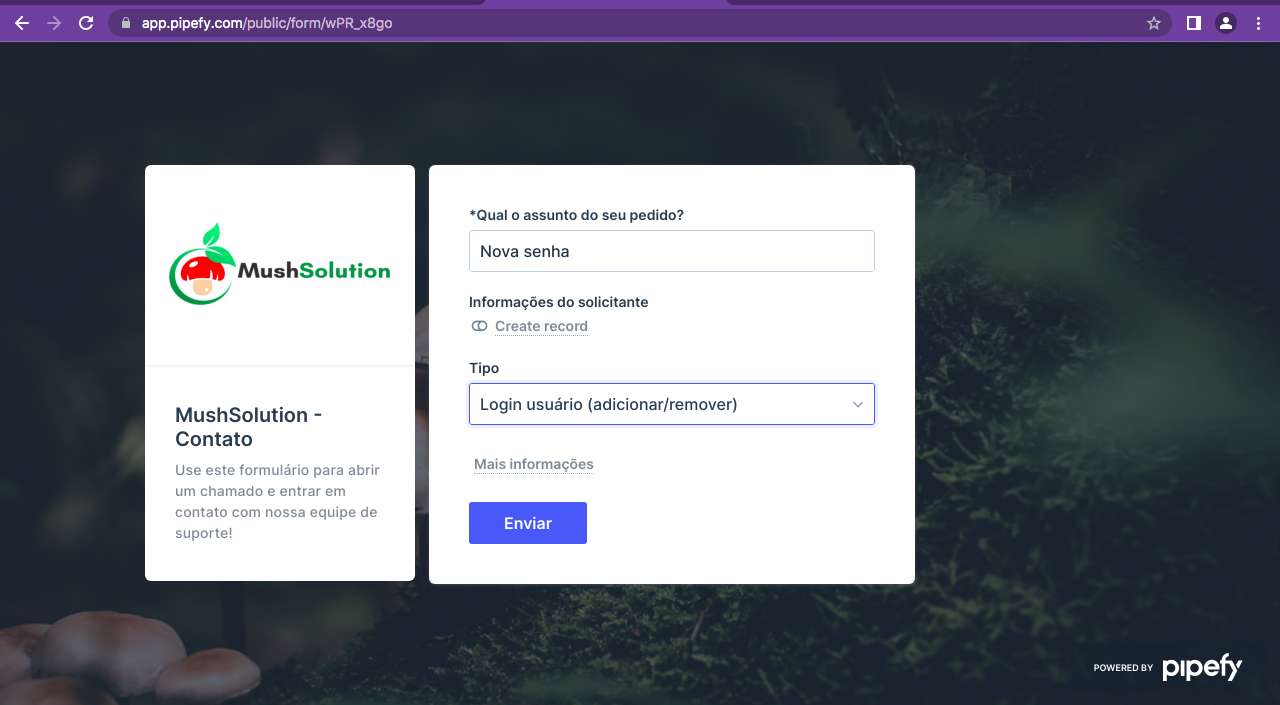 app.pipefy.com/public/form/wPR_x8go
MushSolution
MushSolution -
Contato
Use este formulário para abrir
um chamado e entrar em
contato com nossa equipe de
suporte!
*Qual o assunto do seu pedido?
Nova senha
Informações do solicitante
Create record
Tipo
Login usuário (adicionar/remover)
Mais informações
Enviar
POWERED BY pipefy